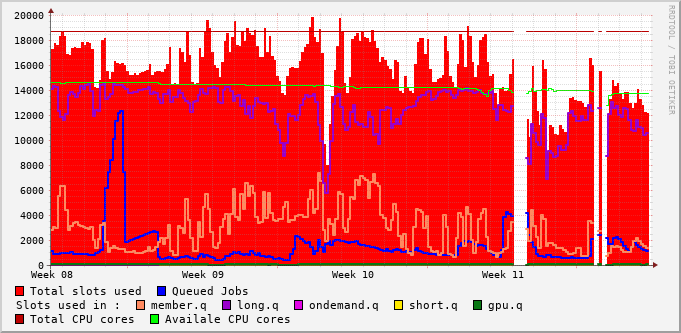 20000
18000
16000
14000
12000
10000
8000
6000
4000
2000
0
Week 08 Week 09 Week 10 Week 11
RRDTOOL / TOBI OETIKER
Total slots used Queued Jobs
Slots used in : member.q long.q ondemand.q short.q gpu.q
Total CPU cores Availale CPU cores